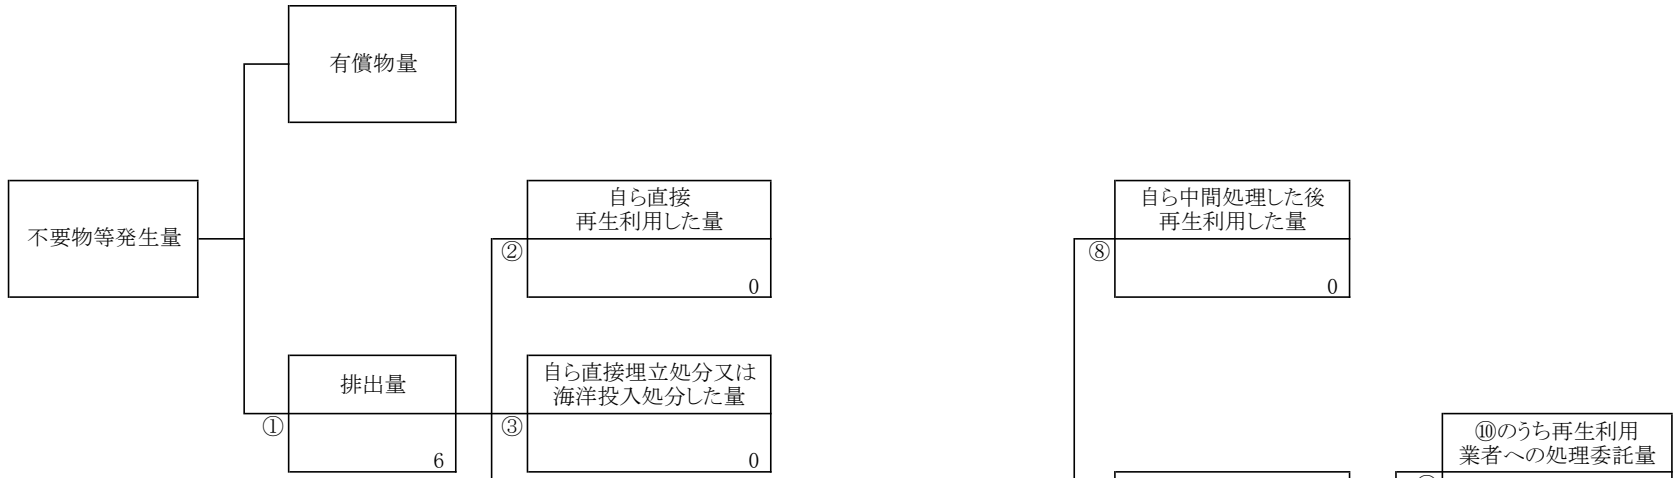 有償物量
不要物等発生量
自ら直接
再生利用した量
②
0
自ら中間処理した後
再生利用した量
⑧
0
排出量
①
6
自ら直接埋立処分又は
海洋投入処分した量
③
0
⑩のうち再生利用
業者への処理委託量